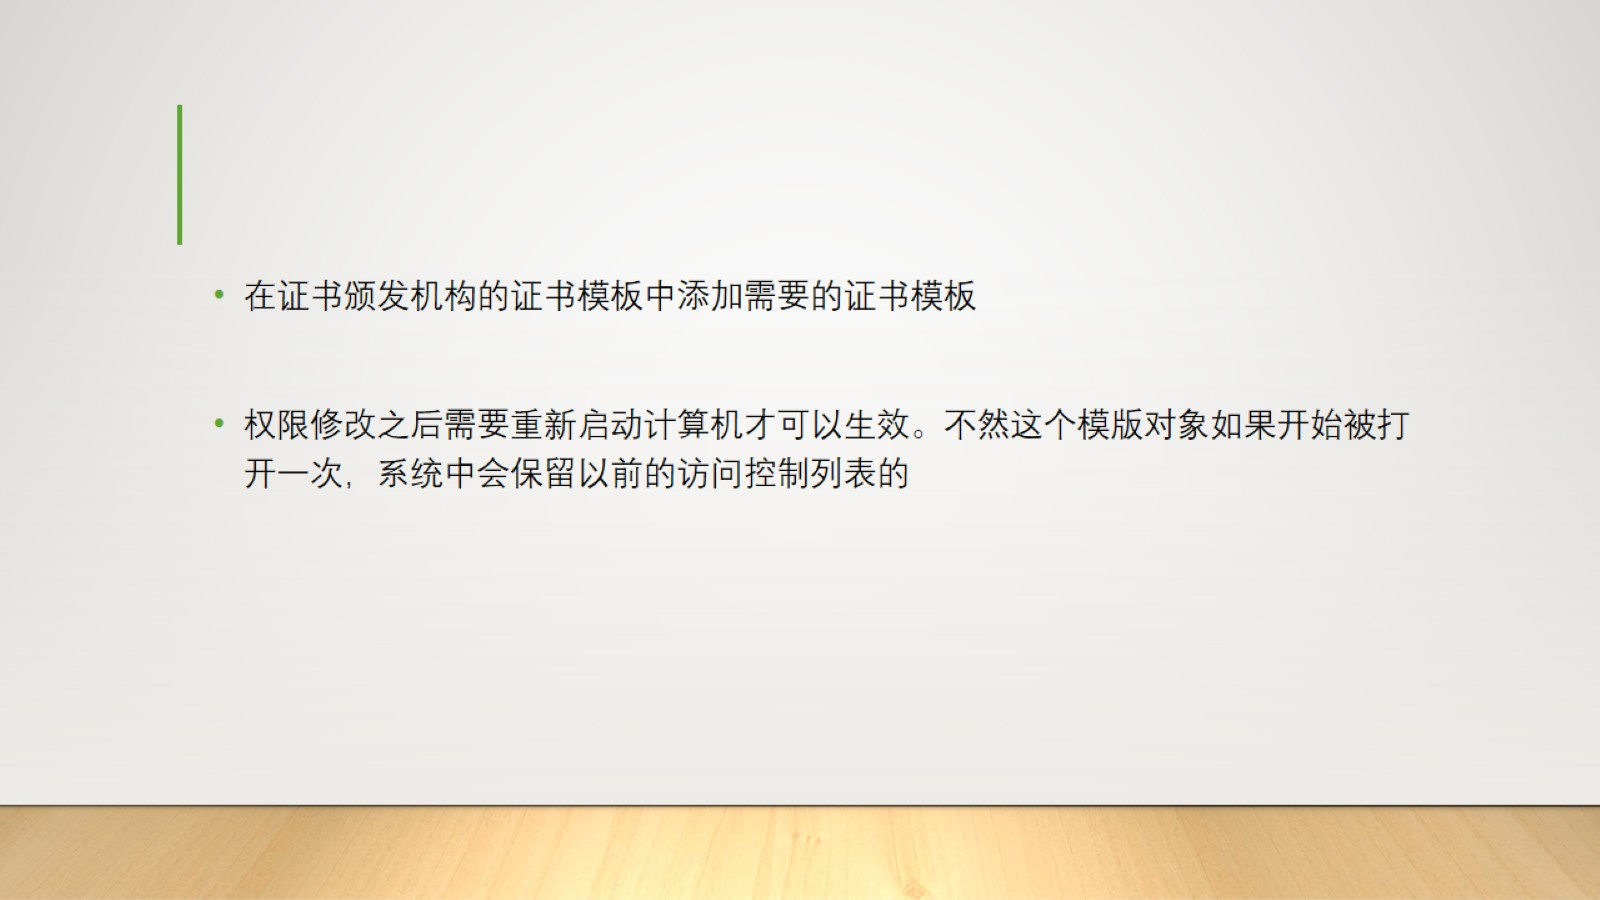 • 在证书颁发机构的证书模板中添加需要的证书模板
• 权限修改之后需要重新启动计算机才可以生效。不然这个模版对象如果开始被打
开一次，系统中会保留以前的访问控制列表的